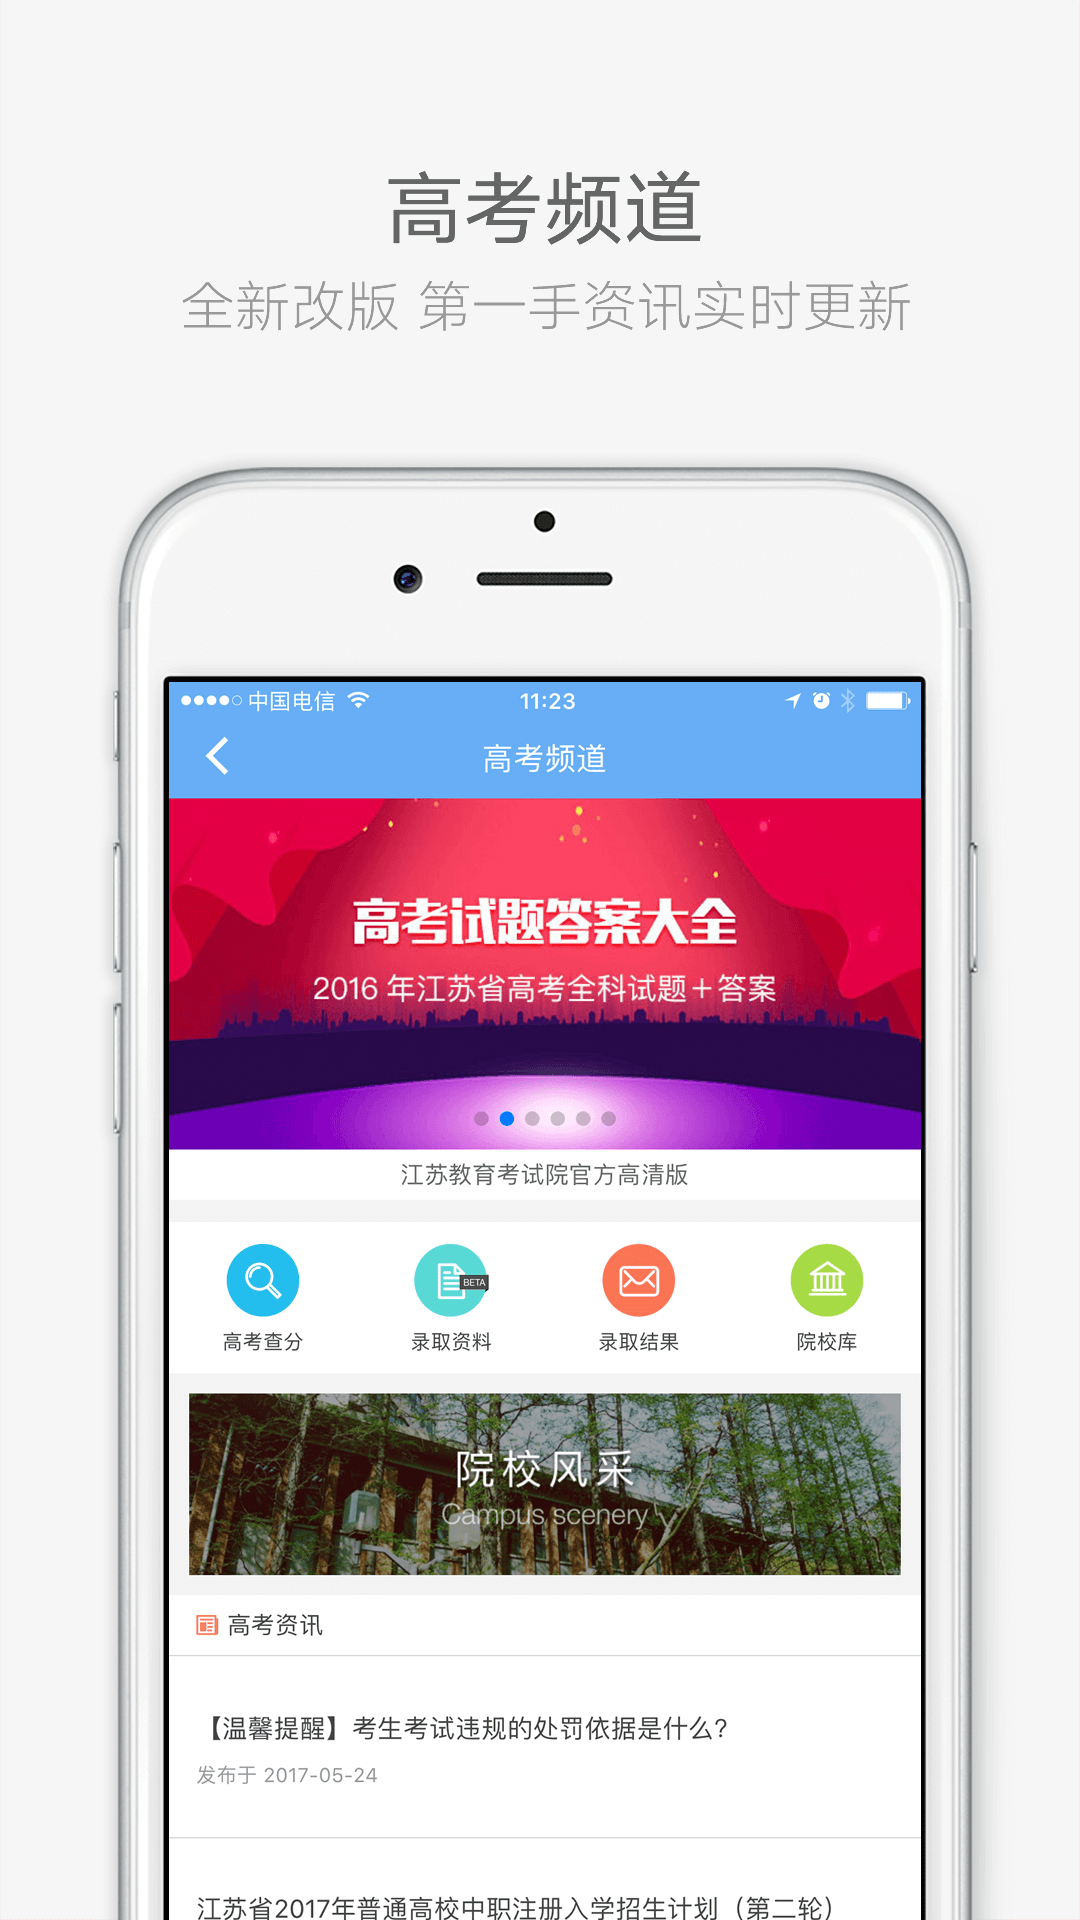 高考频道
全新改版 第一手资讯实时更新
中国电信 11:23
高考频道
高考试题答案大全
2016 年江苏省高考全科试题+答案
江苏教育考试院官方高清版
BETA
高考查分 录取资料 录取结果 院校库
院校风采
Campus scenery
高考资讯
【温馨提醒】考生考试违规的处罚依据是什么?
发布于 2017-05-24
江苏省2017年普通高校中职注册入学招生计划（第二轮）